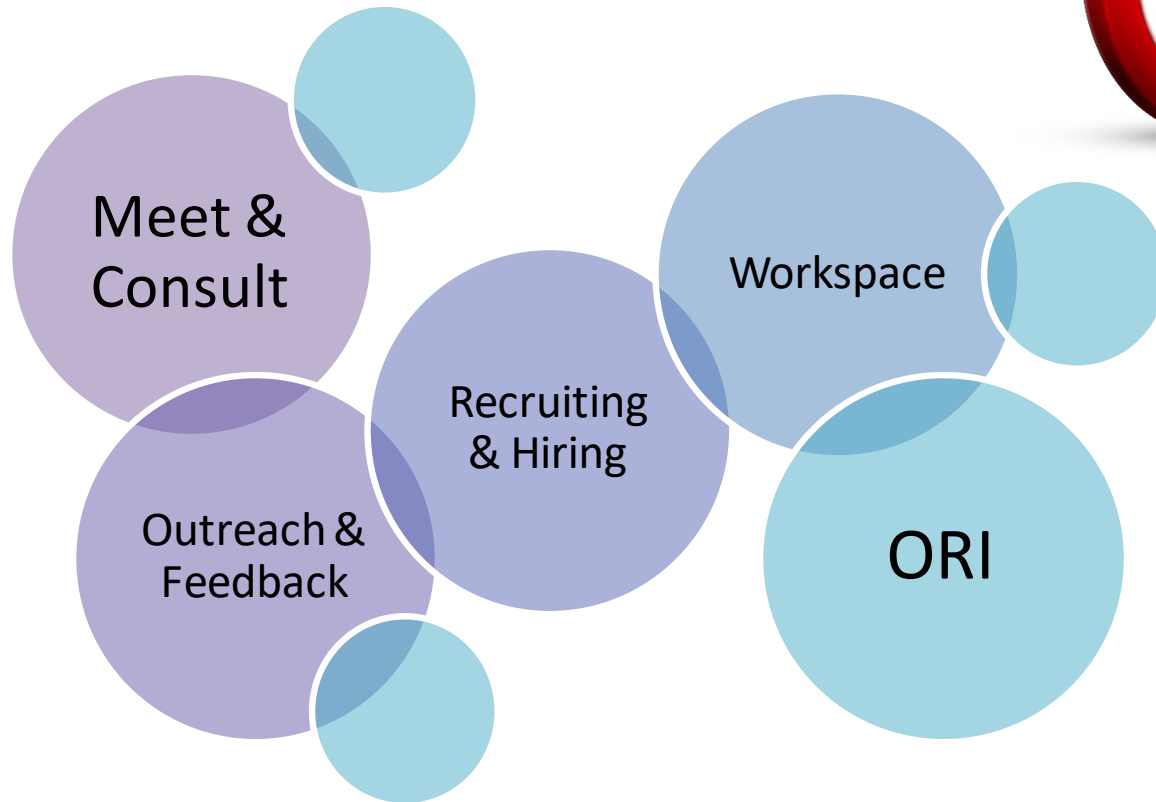 Meet &
Consult
Outreach &
Feedback
Recruiting
& Hiring
Workspace
ORI